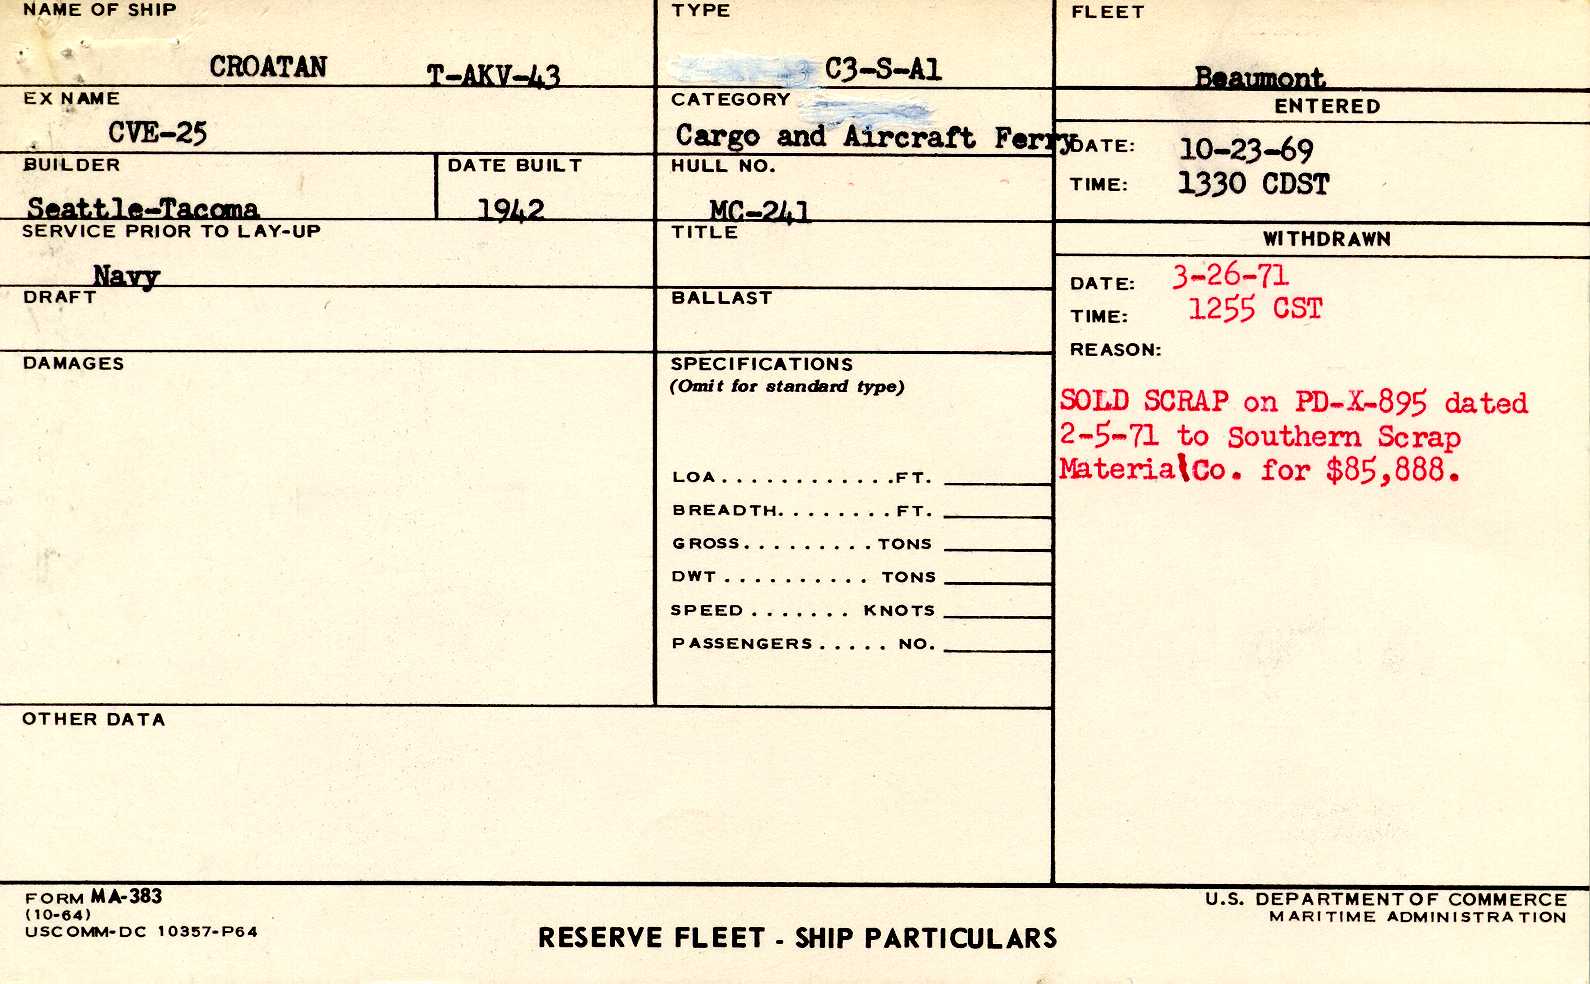 NAME OF SHIP
CROATAN T-AKV-43
EX NAME
CVE-25
BUILDER
Seattle-Tacoma
DATE BUILT
1942
SERVICE PRIOR TO LAY-UP
Navy
DRAFT
DAMAGES
TYPE
C3-S-A1
CATEGORY
Cargo and Aircraft Ferry
HULL NO.
MC-241
TITLE
BALLAST
SPECIFICATIONS
(Omit for standard type)
LOA.............FT.
BREADTH........FT.
GROSS.........TONS
DWT.......... TONS
SPEED....... KNOTS
PASSENGERS..... NO.
FLEET
Beaumont
ENTERED
DATE: 10-23-69
TIME: 1330 CDST
WITHDRAWN
DATE: 3-26-71
TIME: 1255 CST
REASON:
SOLD SCRAP on PD-X-895 dated
2-5-71 to Southern Scrap
Material Co. for $85,888.
OTHER DATA
FORM MA-383
(10-64)
USCOMM-DC 10357-P64
RESERVE FLEET - SHIP PARTICULARS
U.S. DEPARTMENT OF COMMERCE
MARITIME ADMINISTRATION